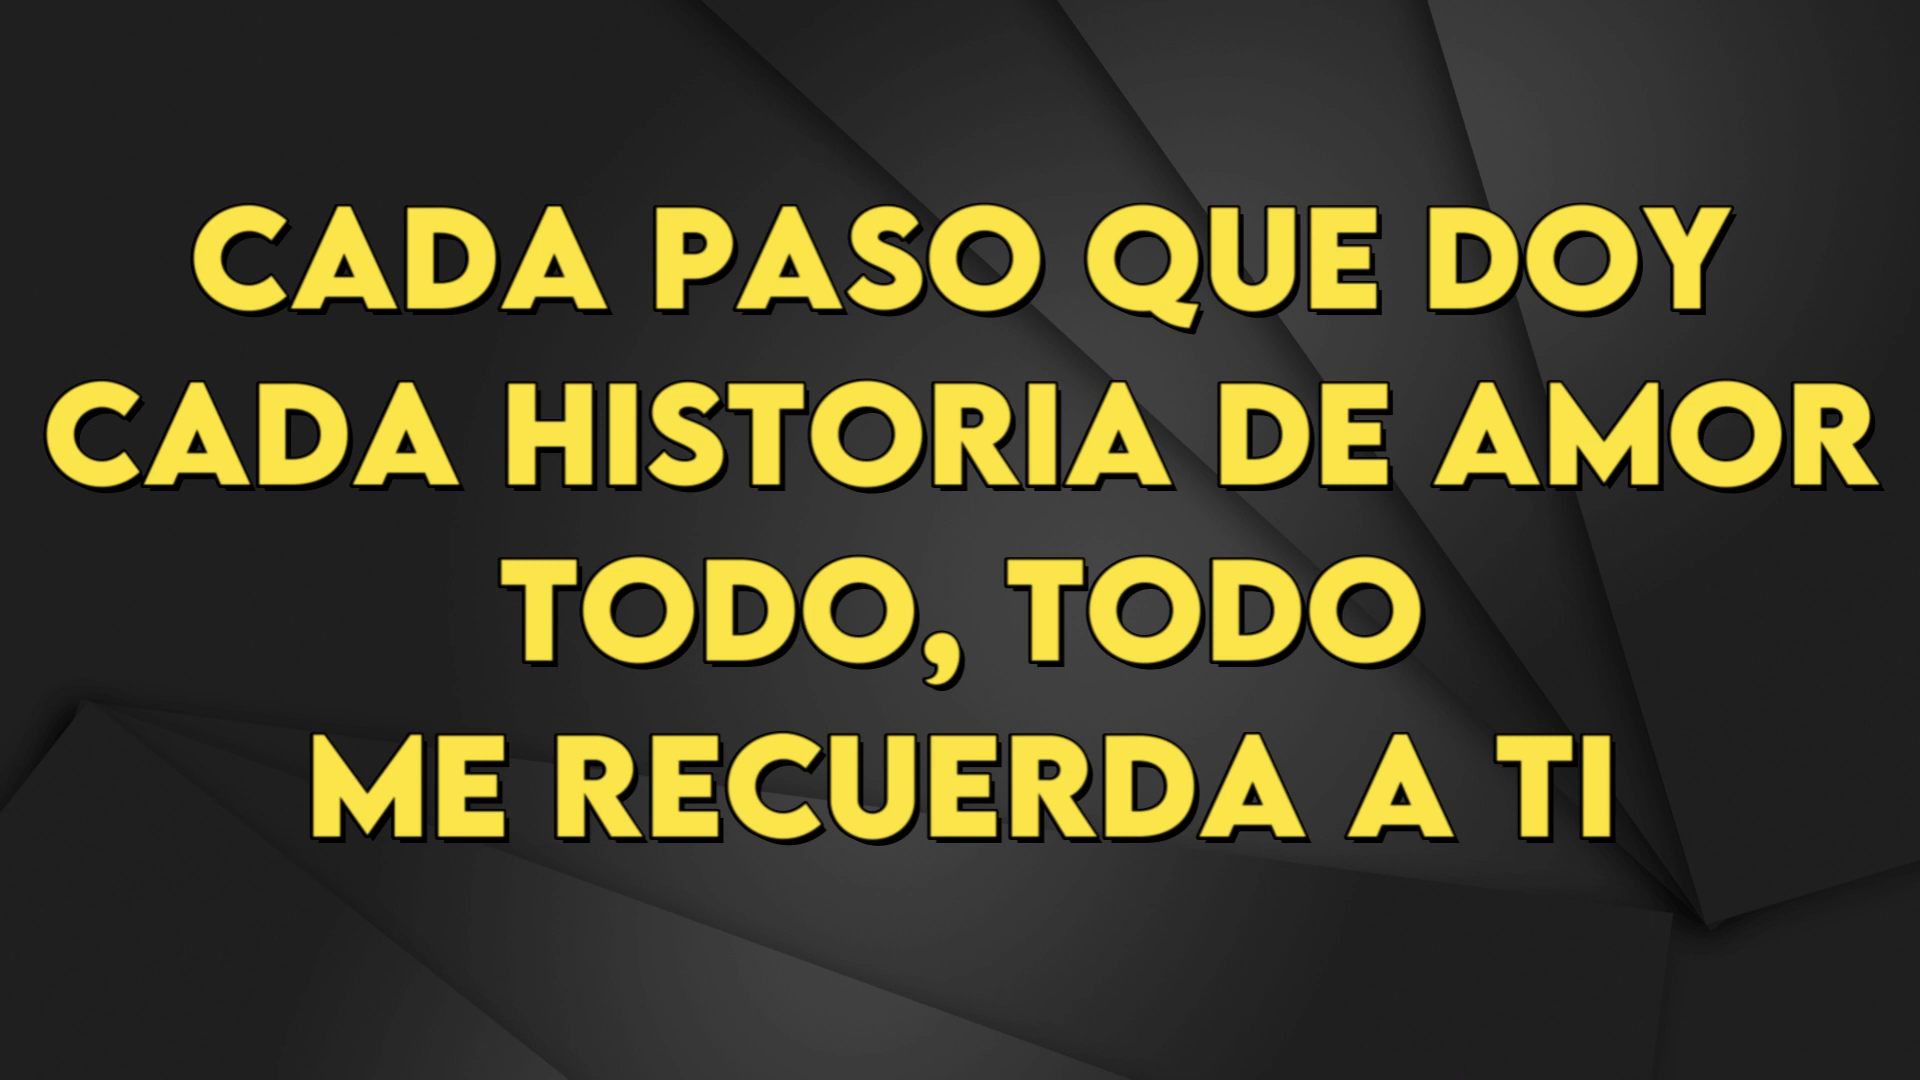 CADA PASO QUE DOY
CADA HISTORIA DE AMOR
TODO, TODO
ME RECUERDA A TI